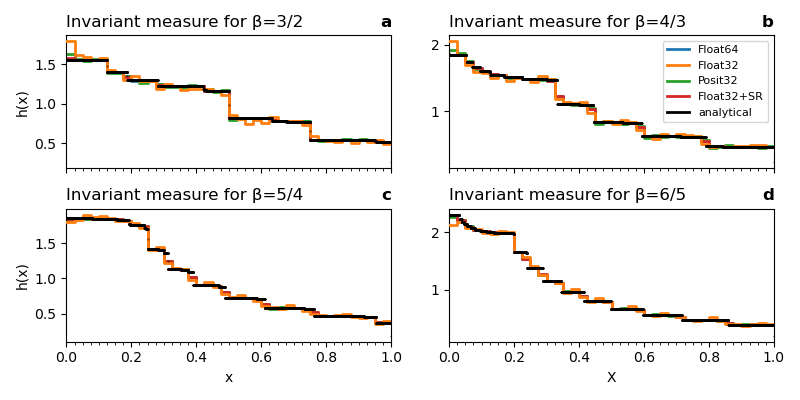 Invariant measure for β=3/2 a
Invariant measure for β=4/3 b
h(x)
1.5
1.0
0.5
2
1
Float64
Float32
Posit32
Float32+SR
analytical
Invariant measure for β=5/4 c
Invariant measure for β=6/5 d
h(x)
1.5
1.0
0.5
2
1
0.0 0.2 0.4 0.6 0.8 1.0
0.0 0.2 0.4 0.6 0.8 1.0
x
X